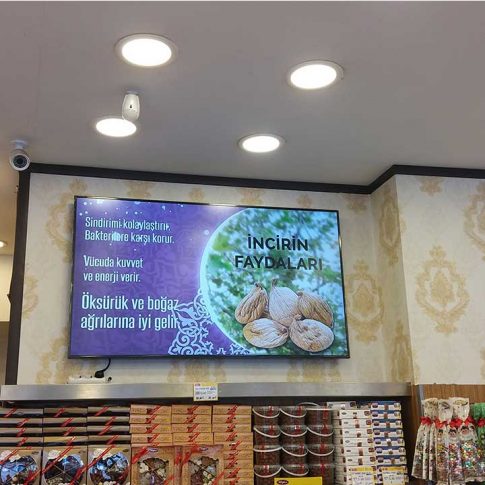 Sindirimi kolaylaştırır.
Bakterilere karşı korur.
Vücuda kuvvet
ve enerji verir.
Öksürük ve boğaz
ağrılarına iyi gelir.
İNCİRİN
FAYDALARI